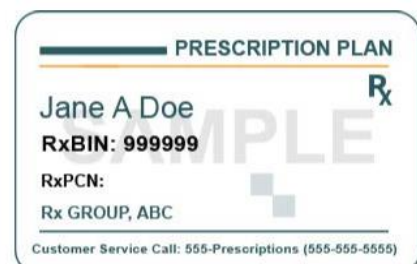 PRESCRIPTION PLAN
Rx
Jane A Doe
SAMPLE
RxBIN: 999999
RxPCN:
Rx GROUP, ABC
Customer Service Call: 555-Prescriptions (555-555-5555)